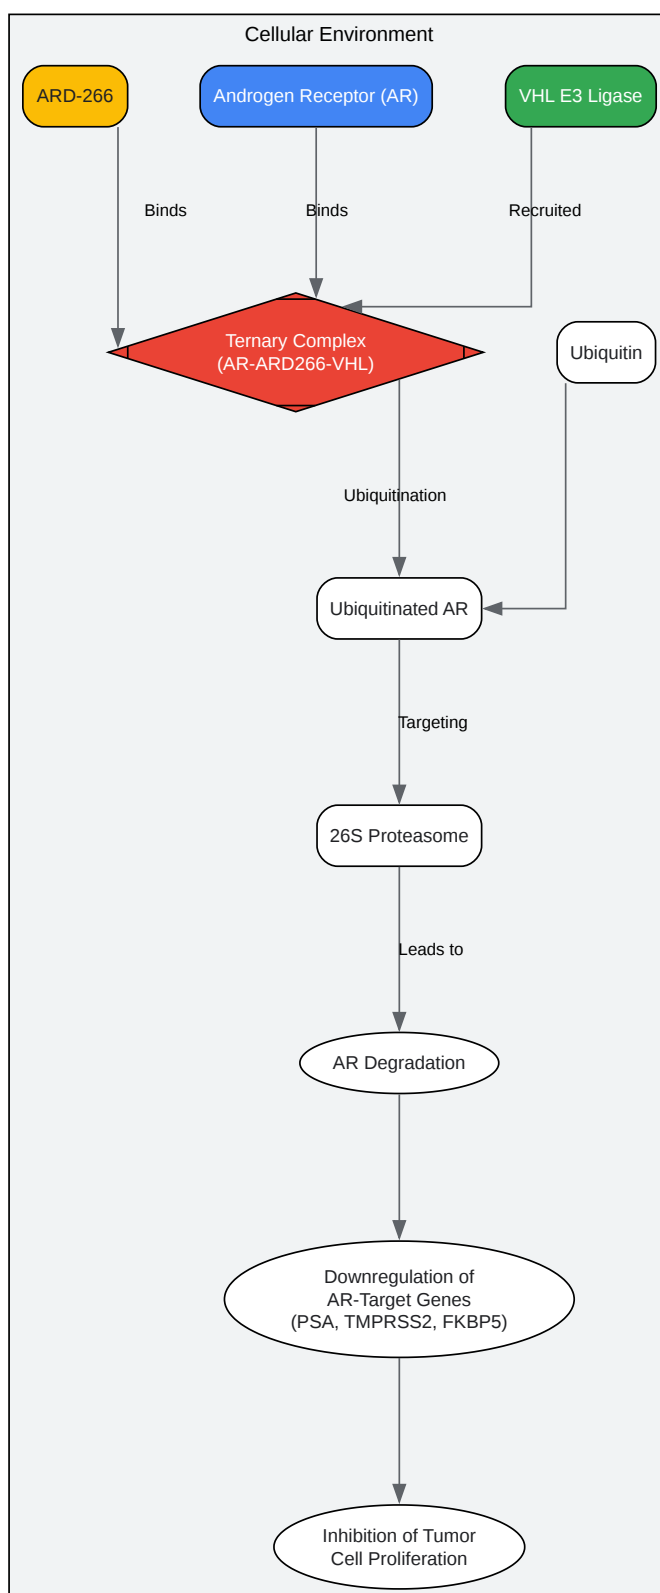 Cellular Environment
ARD-266
Androgen Receptor (AR)
VHL E3 Ligase
Binds
Binds
Recruited
Ternary Complex
(AR-ARD266-VHL)
Ubiquitin
Ubiquitination
Ubiquitinated AR
Targeting
26S Proteasome
Leads to
AR Degradation
Downregulation of
AR-Target Genes
(PSA, TMPRSS2, FKBP5)
Inhibition of Tumor
Cell Proliferation